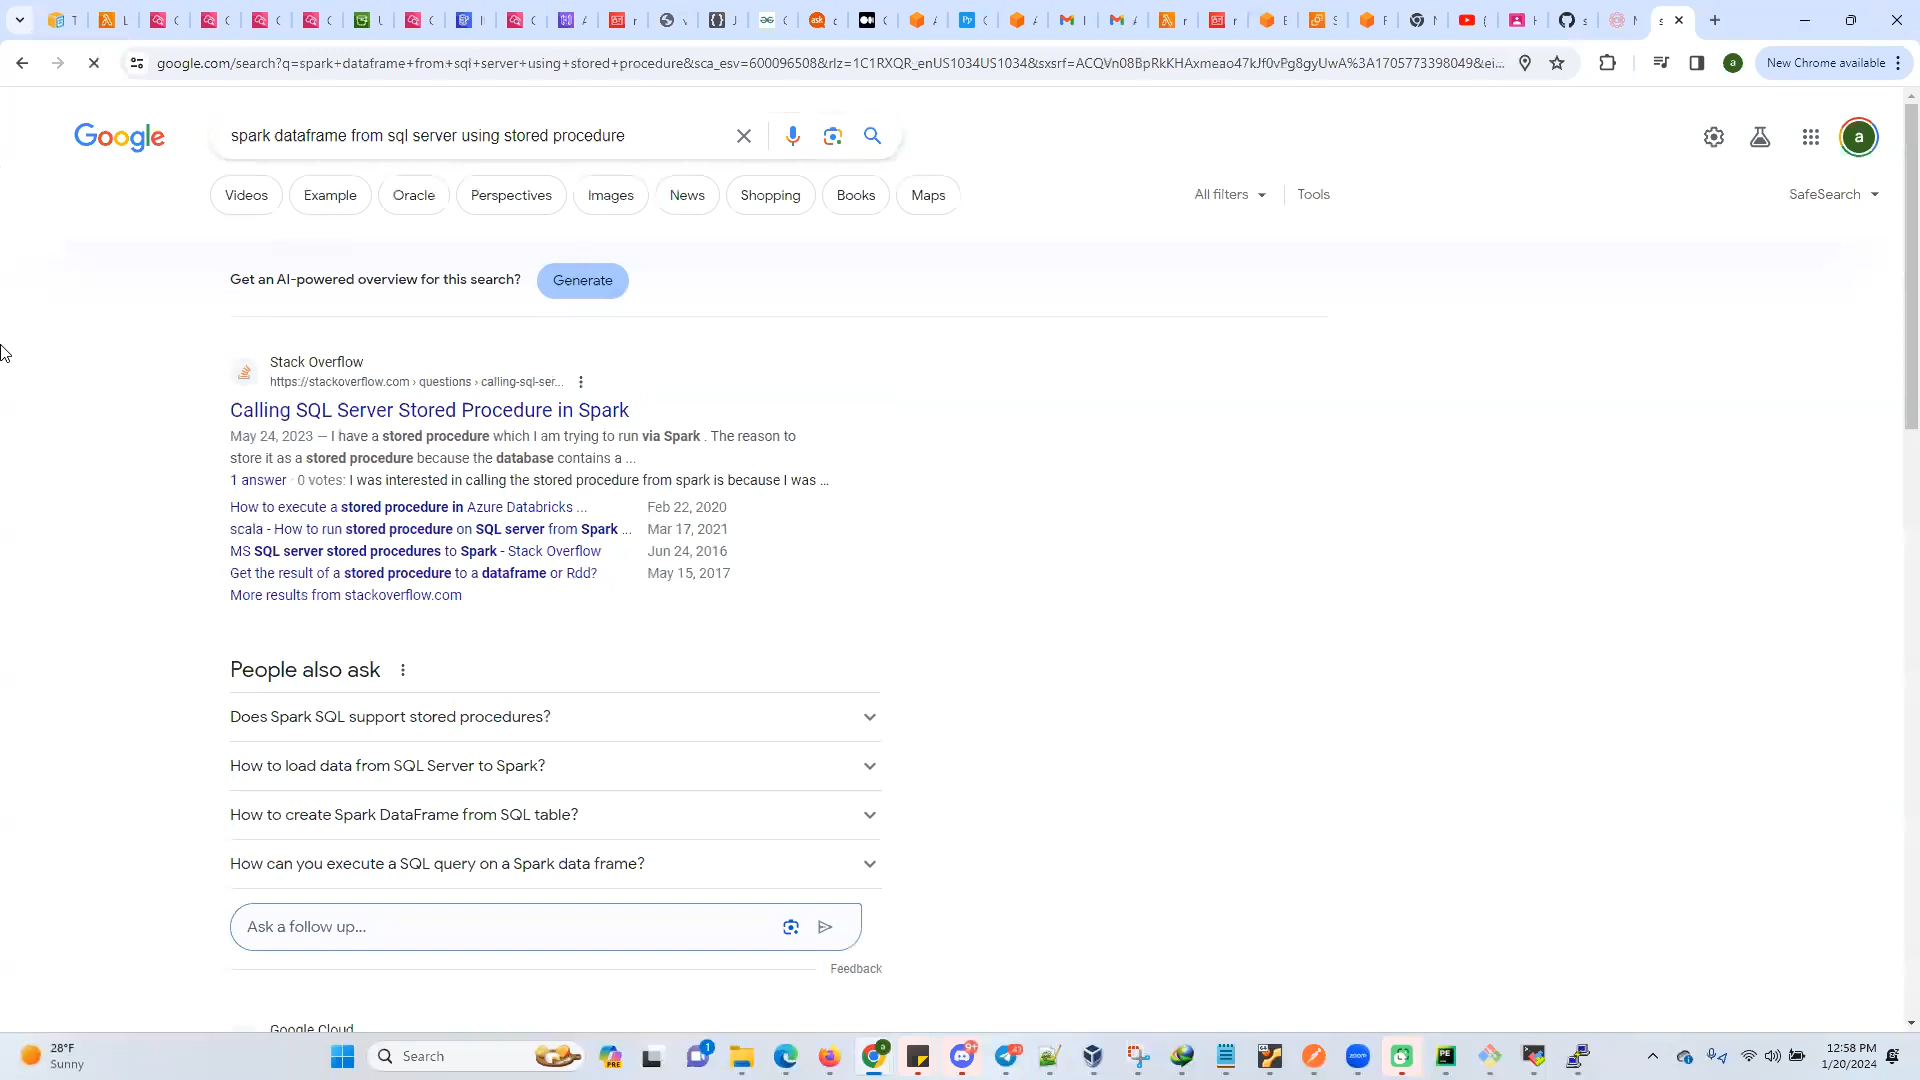 google.com/search?q=spark+dataframe+from+sql+server+using+stored+procedure&sca_esv=600096508&rlz=1C1RXQR_enUS1034US1034&sxsrf=ACQVn08BpRkKHAxmeao47kJf0vPg8gyUwA%3A1705773398049&ei...
New Chrome available
Google
spark dataframe from sql server using stored procedure
a
Videos
Example
Oracle
Perspectives
Images
News
Shopping
Books
Maps
All filters
Tools
SafeSearch
Get an AI-powered overview for this search?
Generate
Stack Overflow
https://stackoverflow.com › questions › calling-sql-ser...
Calling SQL Server Stored Procedure in Spark
May 24, 2023 — I have a stored procedure which I am trying to run via Spark . The reason to
store it as a stored procedure because the database contains a ...
1 answer · 0 votes: I was interested in calling the stored procedure from spark is because I was ...
How to execute a stored procedure in Azure Databricks ... Feb 22, 2020
scala - How to run stored procedure on SQL server from Spark ... Mar 17, 2021
MS SQL server stored procedures to Spark - Stack Overflow Jun 24, 2016
Get the result of a stored procedure to a dataframe or Rdd? May 15, 2017
More results from stackoverflow.com
People also ask
Does Spark SQL support stored procedures?
How to load data from SQL Server to Spark?
How to create Spark DataFrame from SQL table?
How can you execute a SQL query on a Spark data frame?
Ask a follow up...
Feedback
Google Cloud
28°F
Sunny
Search
12:58 PM
1/20/2024